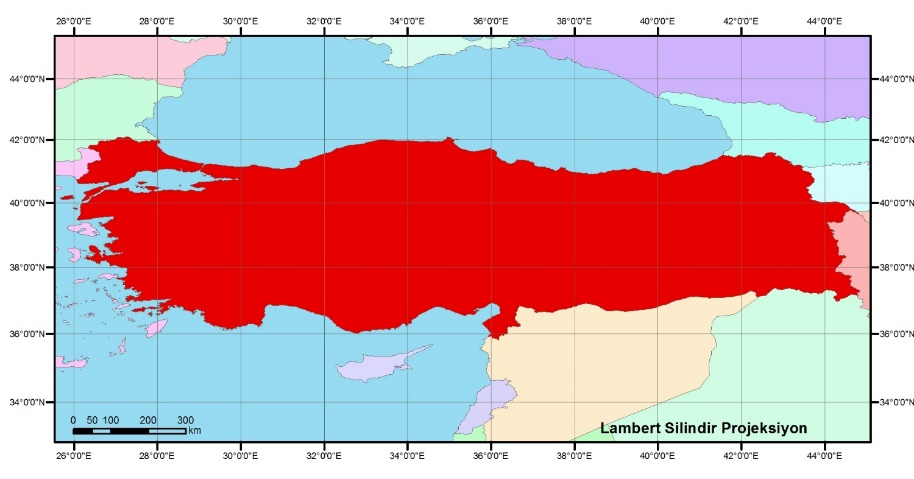 26°0'0"E 28°0'0"E 30°0'0"E 32°0'0"E 34°0'0"E 36°0'0"E 38°0'0"E 40°0'0"E 42°0'0"E 44°0'0"E
44°0'0"N 44°0'0"N
42°0'0"N 42°0'0"N
40°0'0"N 40°0'0"N
38°0'0"N 38°0'0"N
36°0'0"N 36°0'0"N
34°0'0"N 34°0'0"N
0 50 100 200 300
km
Lambert Silindir Projeksiyon
26°0'0"E 28°0'0"E 30°0'0"E 32°0'0"E 34°0'0"E 36°0'0"E 38°0'0"E 40°0'0"E 42°0'0"E 44°0'0"E